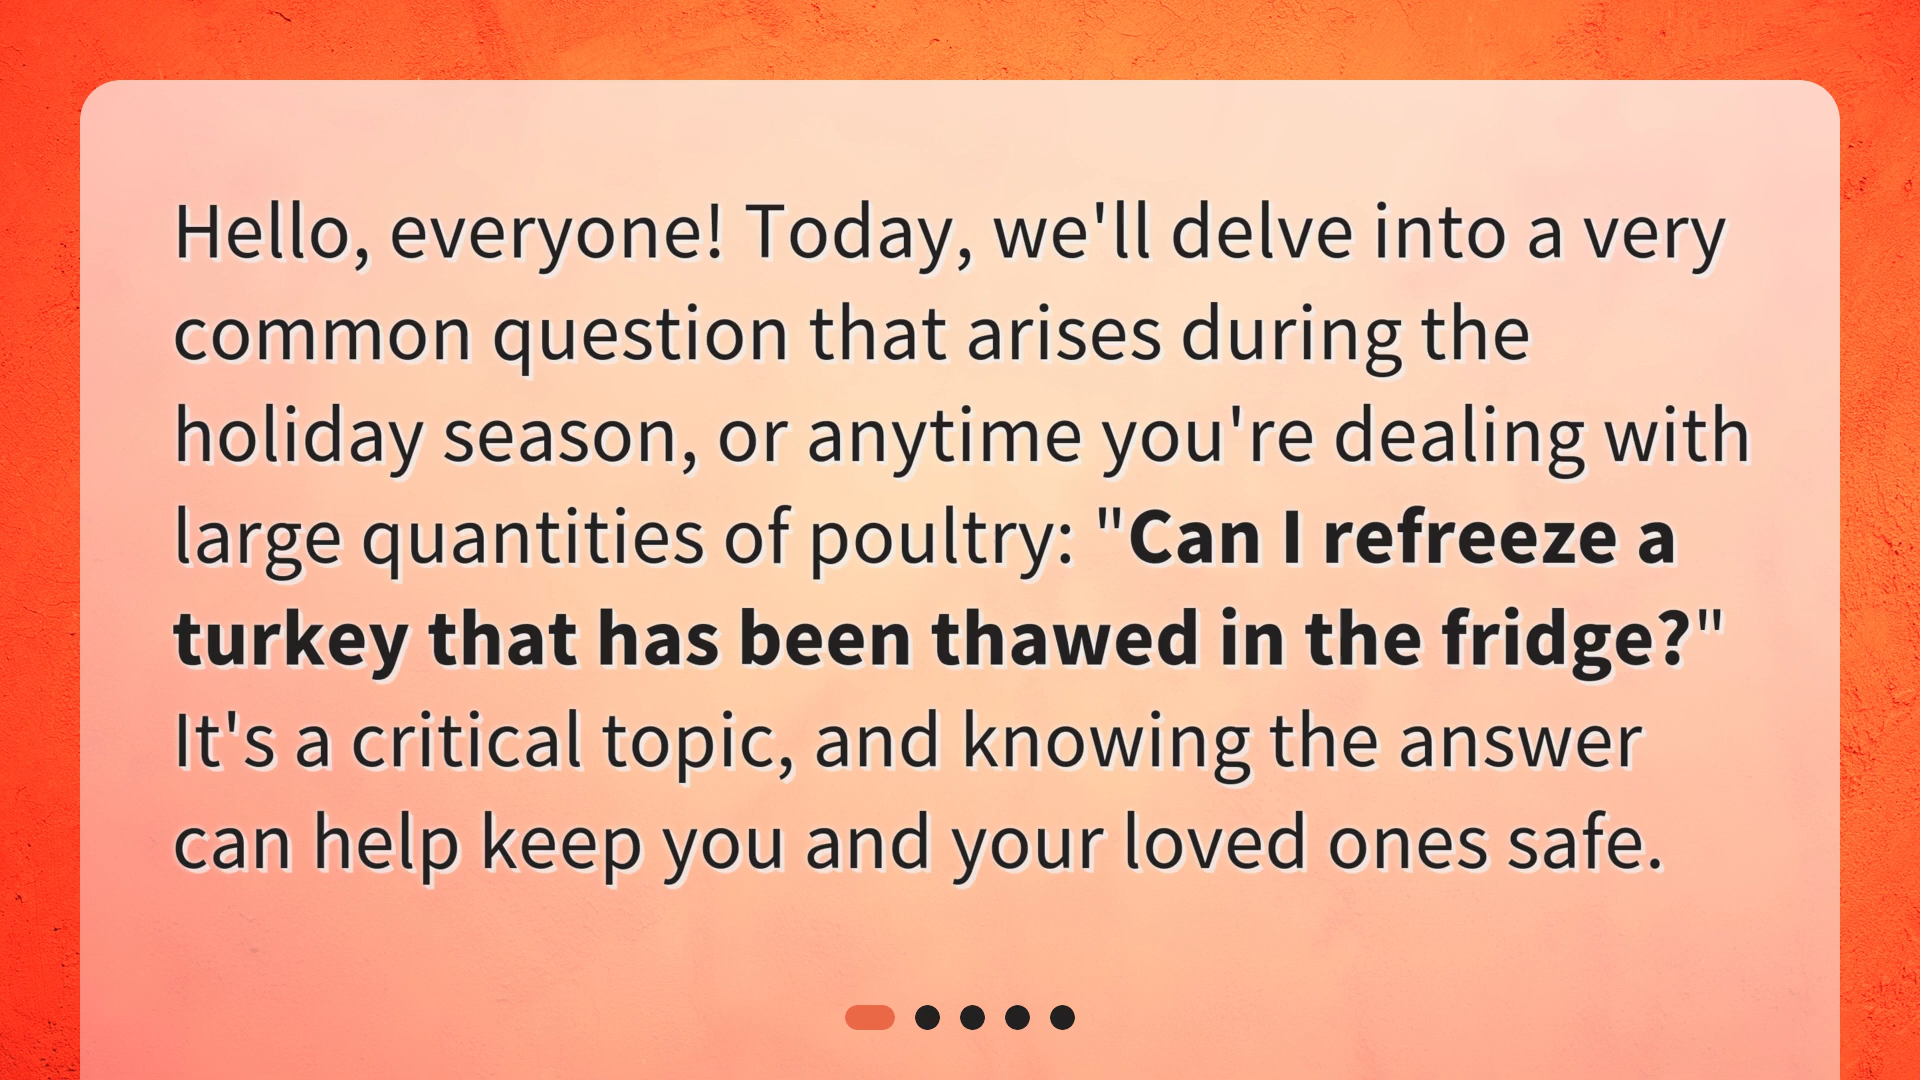 Hello, everyone! Today, we'll delve into a very
common question that arises during the
holiday season, or anytime you're dealing with
large quantities of poultry: "Can I refreeze a
turkey that has been thawed in the fridge?"
It's a critical topic, and knowing the answer
can help keep you and your loved ones safe.